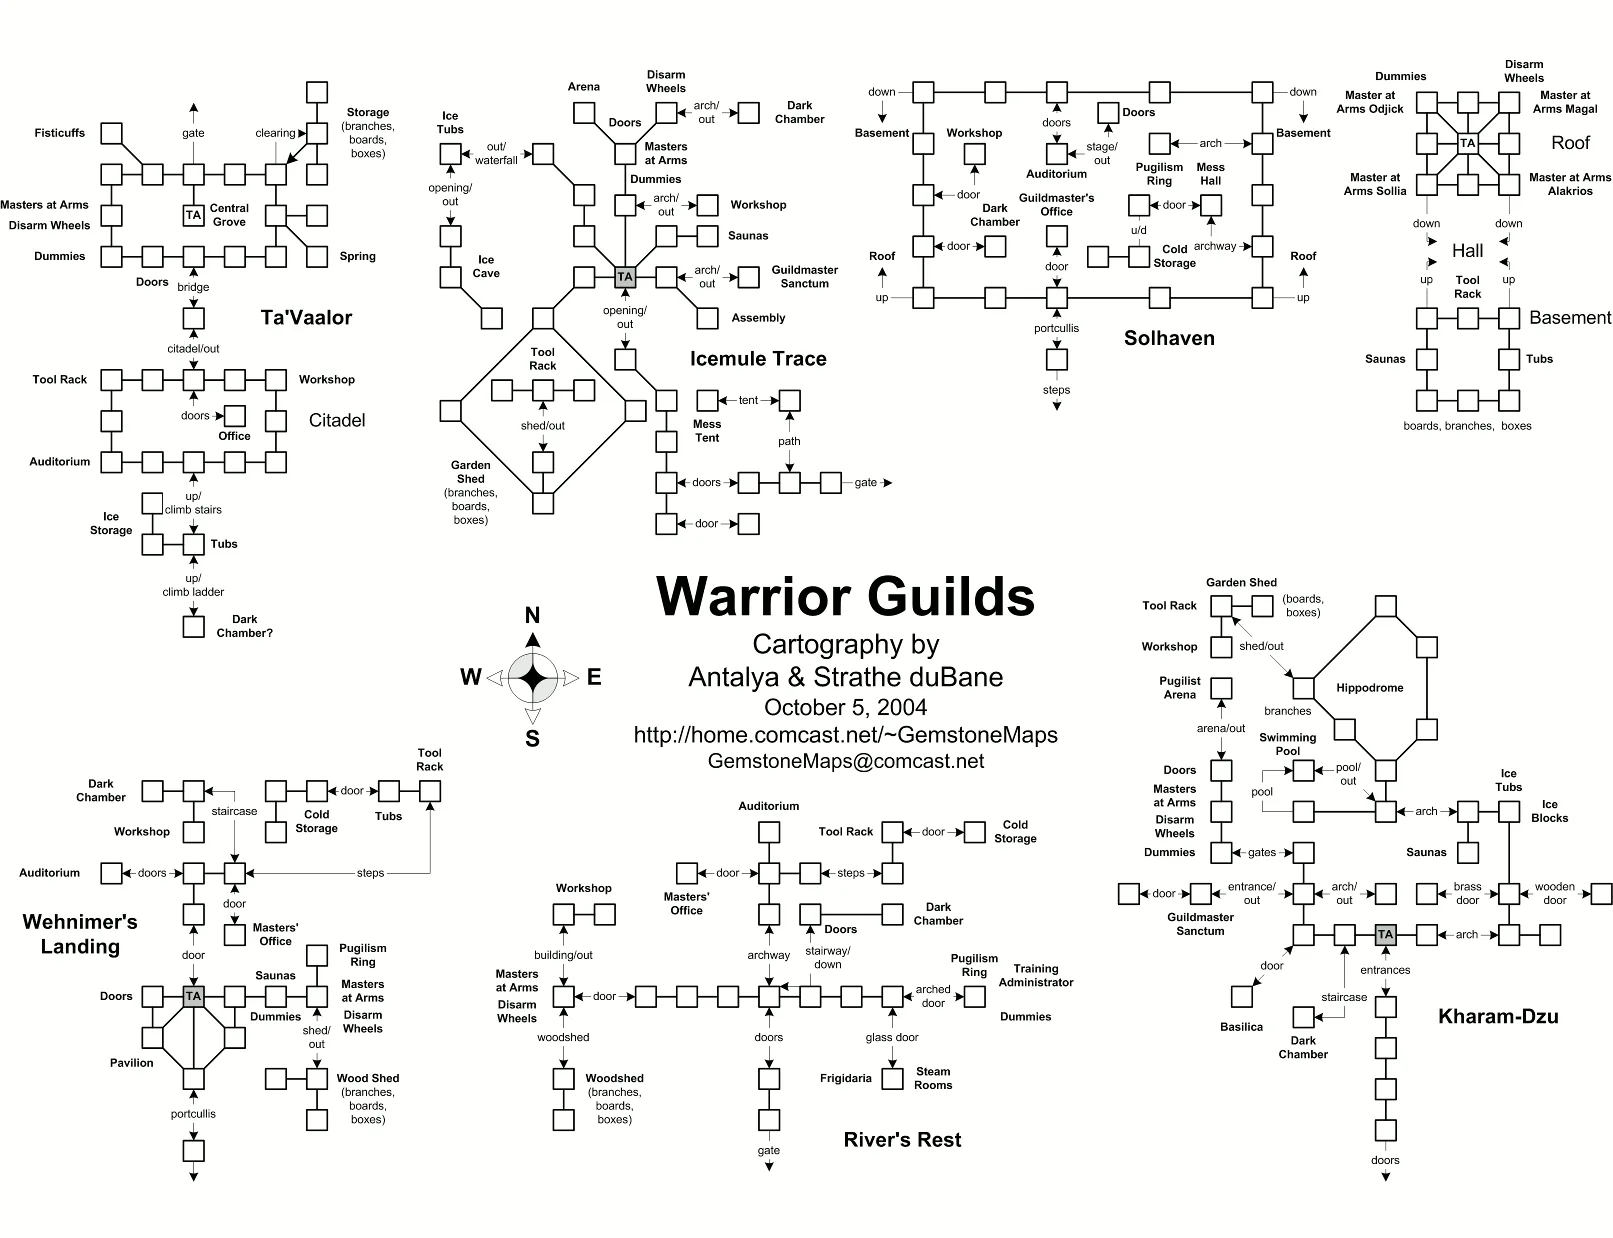 Ta'Vaalor
Fisticuffs
gate
clearing
Storage
(branches,
boards,
boxes)
Masters at Arms
Disarm Wheels
TA
Central
Grove
Dummies
Doors
bridge
Spring
citadel/out
Tool Rack
Workshop
doors
Office
Citadel
Auditorium
up/
climb stairs
Ice
Storage
Tubs
up/
climb ladder
Dark
Chamber?
Icemule Trace
Arena
Disarm
Wheels
arch/
out
Dark
Chamber
Ice
Tubs
out/
waterfall
Doors
Masters
at Arms
Dummies
opening/
out
arch/
out
Workshop
Saunas
Ice
Cave
TA
arch/
out
Guildmaster
Sanctum
opening/
out
Assembly
Tool
Rack
shed/out
Garden
Shed
(branches,
boards,
boxes)
tent
Mess
Tent
path
doors
gate
door
Solhaven
down
Basement
Workshop
doors
Doors
stage/
out
Auditorium
arch
down
Basement
Pugilism
Ring
Mess
Hall
door
Guildmaster's
Office
Dark
Chamber
door
door
u/d
archway
Cold
Storage
door
Roof
up
Roof
up
portcullis
steps
Dummies
Disarm
Wheels
Master at
Arms Odjick
Master at
Arms Magal
TA
Roof
Master at
Arms Sollia
Master at Arms
Alakrios
down
down
Hall
up
Tool
Rack
up
Basement
Saunas
Tubs
boards, branches, boxes
Warrior Guilds
Cartography by
Antalya & Strathe duBane
October 5, 2004
http://home.comcast.net/~GemstoneMaps
GemstoneMaps@comcast.net
N
W
E
S
Wehnimer's
Landing
Tool
Rack
Dark
Chamber
staircase
door
Cold
Storage
Tubs
Workshop
Auditorium
doors
steps
door
Masters'
Office
door
Pugilism
Ring
Saunas
Masters
at Arms
Doors
TA
Dummies
Disarm
Wheels
shed/
out
Pavilion
Wood Shed
(branches,
boards,
boxes)
portcullis
River's Rest
Auditorium
Tool Rack
door
Cold
Storage
door
steps
Masters'
Office
Workshop
Dark
Chamber
Doors
building/out
archway
stairway/
down
Masters
at Arms
Disarm
Wheels
door
Pugilism
Ring
Training
Administrator
arched
door
Dummies
woodshed
doors
glass door
Woodshed
(branches,
boards,
boxes)
Frigidaria
Steam
Rooms
gate
Kharam-Dzu
Garden Shed
Tool Rack
(boards,
boxes)
Workshop
shed/out
Pugilist
Arena
Hippodrome
branches
arena/out
Swimming
Pool
Doors
pool/
out
pool
Masters
at Arms
Disarm
Wheels
Dummies
gates
arch
Ice
Tubs
Ice
Blocks
Saunas
door
entrance/
out
arch/
out
brass
door
wooden
door
Guildmaster
Sanctum
TA
arch
door
entrances
staircase
Basilica
Dark
Chamber
doors